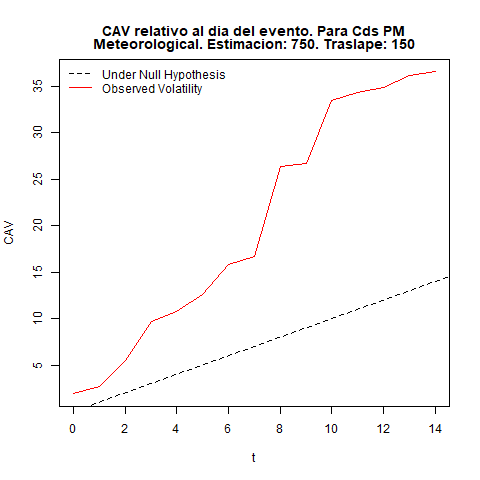 CAV relativo al dia del evento. Para Cds PM
Meteorological. Estimacion: 750. Traslape: 150
Under Null Hypothesis
Observed Volatility
35
30
25
20
15
10
5
CAV
0 2 4 6 8 10 12 14
t